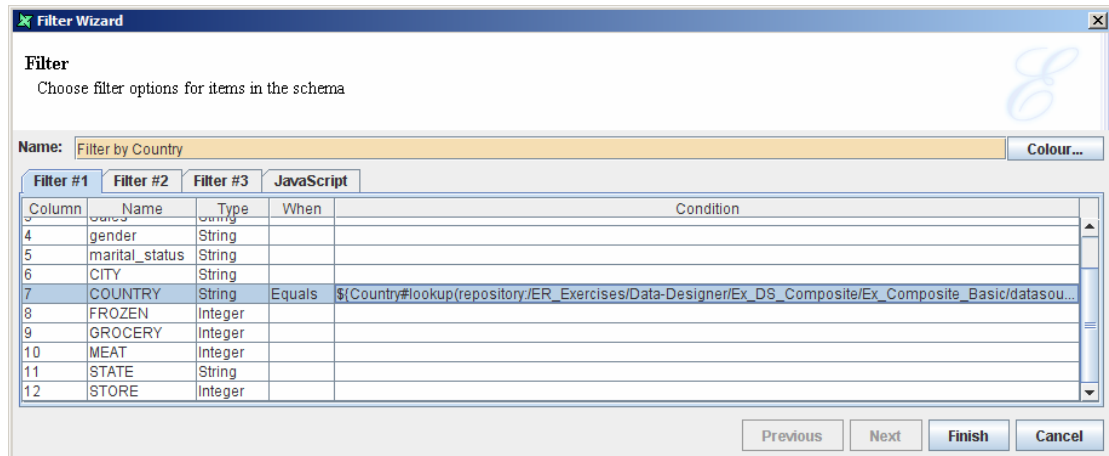 Filter Wizard
Filter
Choose filter options for items in the schema
Name: Filter by Country Colour...
Filter #1 Filter #2 Filter #3 JavaScript
Column Name Type When Condition
4 gender String
5 marital_status String
6 CITY String
7 COUNTRY String Equals ${Country#lookup(repository:/ER_Exercises/Data-Designer/Ex_DS_Composite/Ex_Composite_Basic/datasou...
8 FROZEN Integer
9 GROCERY Integer
10 MEAT Integer
11 STATE String
12 STORE Integer
Previous Next Finish Cancel